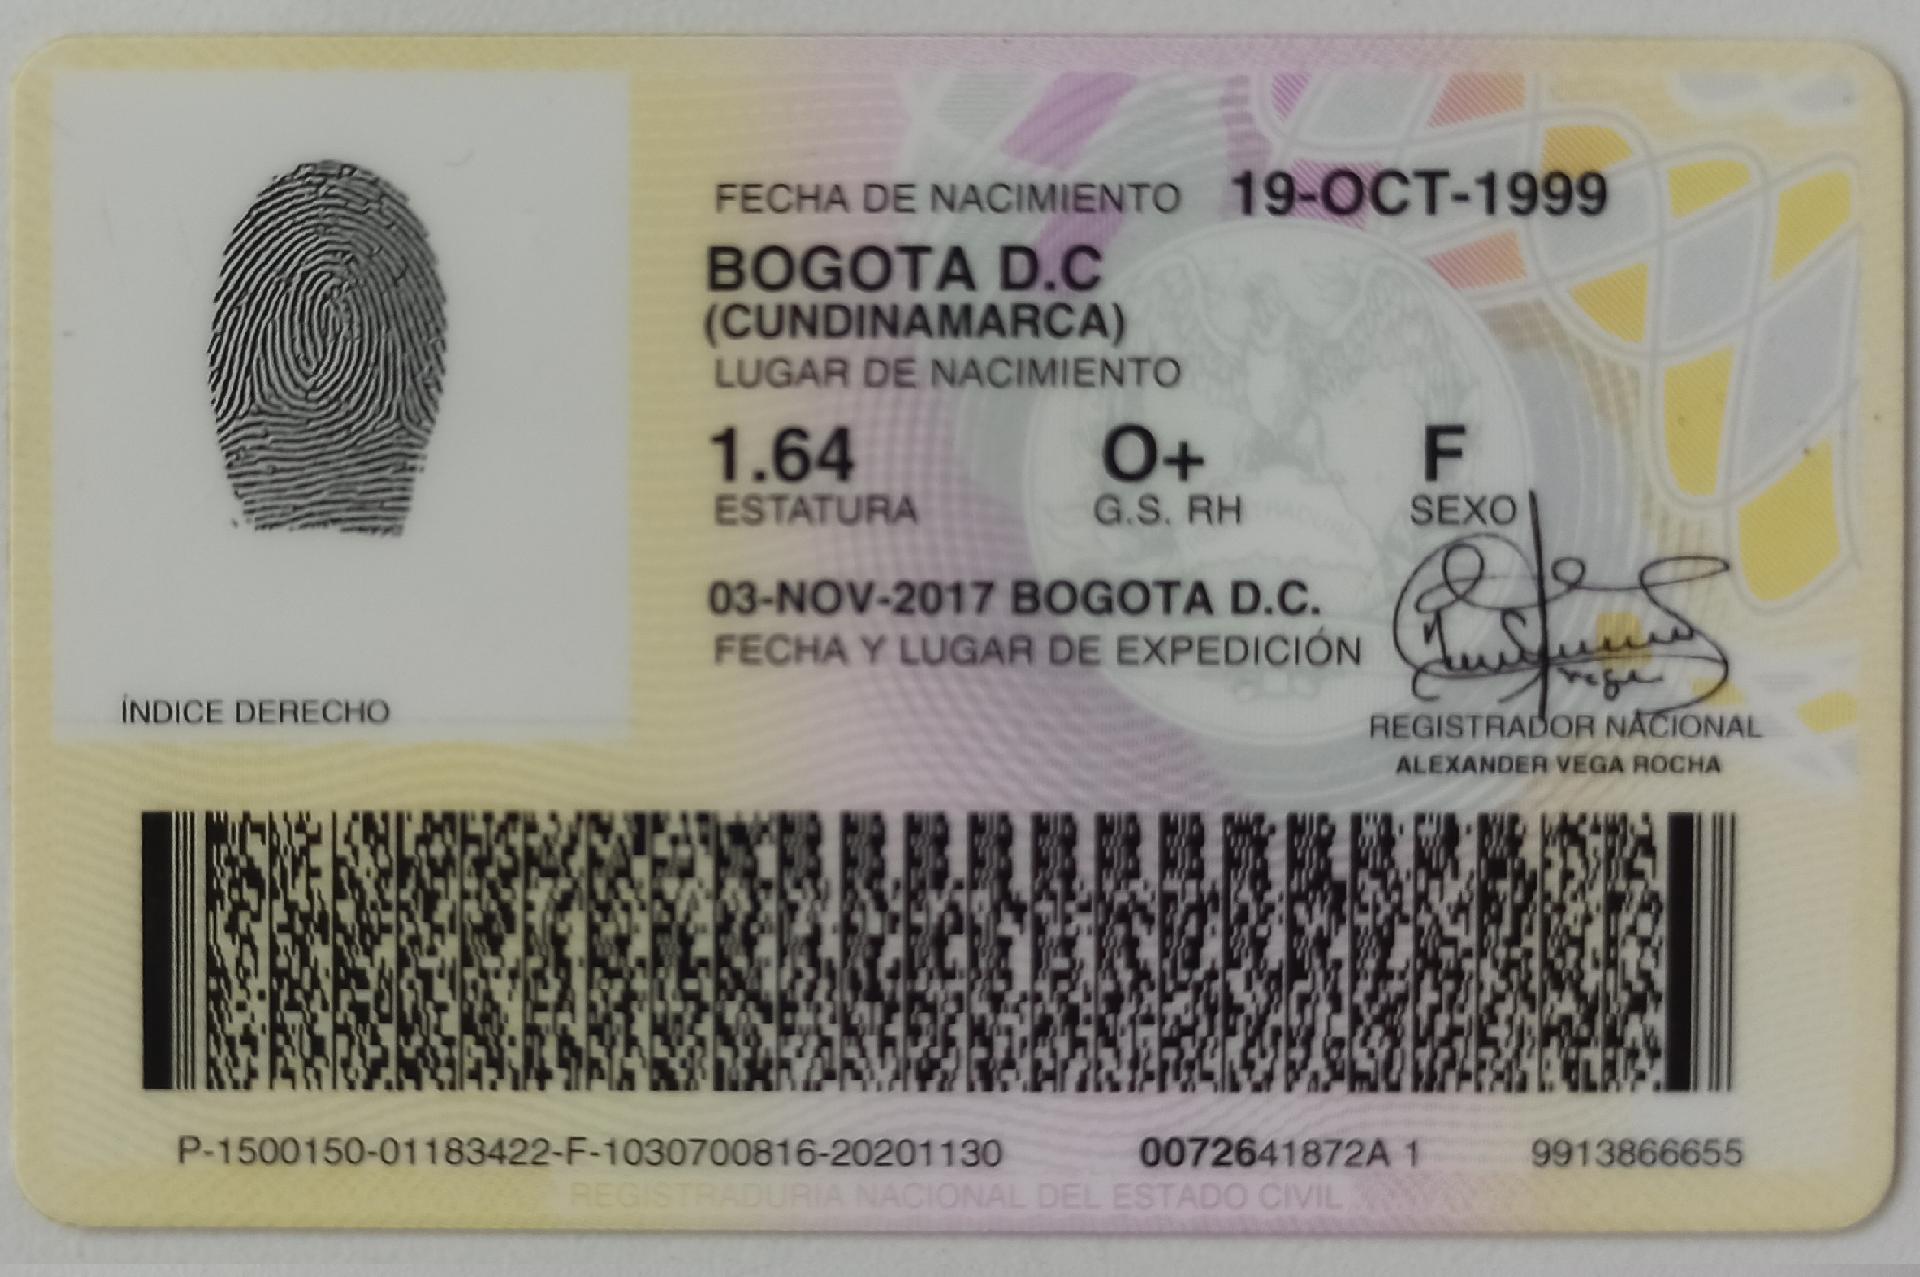 FECHA DE NACIMIENTO 19-OCT-1999
BOGOTA D.C
(CUNDINAMARCA)
LUGAR DE NACIMIENTO
1.64 O+ F
ESTATURA G.S. RH SEXO
03-NOV-2017 BOGOTA D.C.
FECHA Y LUGAR DE EXPEDICIÓN
ÍNDICE DERECHO
REGISTRADOR NACIONAL
ALEXANDER VEGA ROCHA
P-1500150-01183422-F-1030700816-20201130 0072641872A 1 9913866655
REGISTRADURIA NACIONAL DEL ESTADO CIVIL